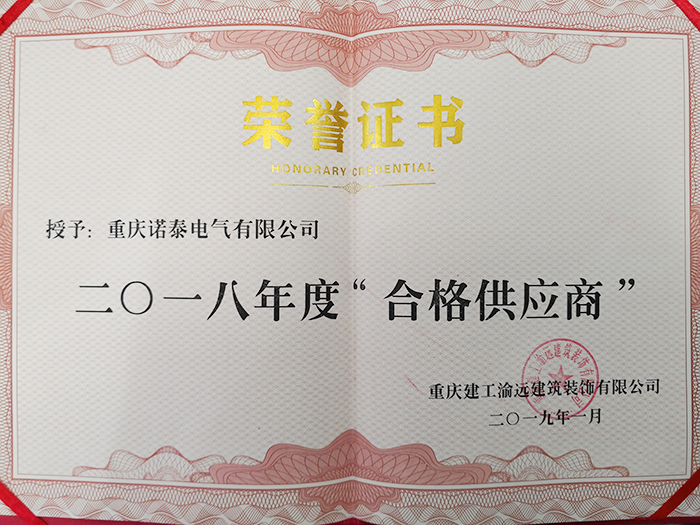 荣誉证书
HONORARY CREDENTIAL
授予：重庆诺泰电气有限公司
二〇一八年度“合格供应商”
重庆建工渝远建筑装饰有限公司
二〇一九年一月